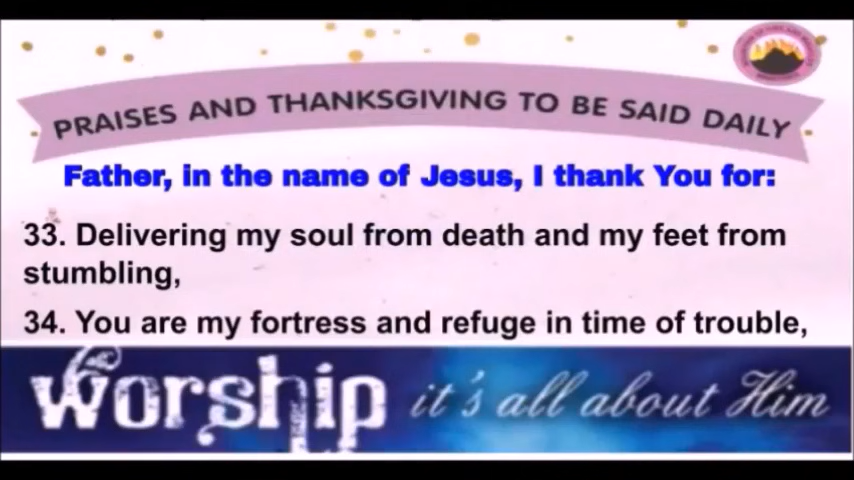 PRAISES AND THANKSGIVING TO BE SAID DAILY
Father, in the name of Jesus, I thank You for:
33. Delivering my soul from death and my feet from
stumbling,
34. You are my fortress and refuge in time of trouble,
worship it's all about Him